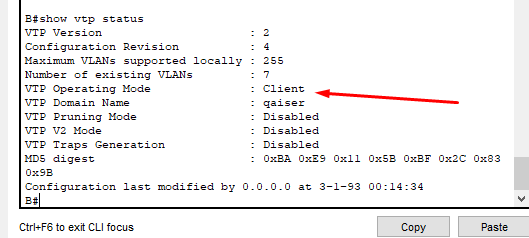 B#show vtp status
VTP Version : 2
Configuration Revision : 4
Maximum VLANs supported locally : 255
Number of existing VLANs : 7
VTP Operating Mode : Client
VTP Domain Name : qaiser
VTP Pruning Mode : Disabled
VTP V2 Mode : Disabled
VTP Traps Generation : Disabled
MD5 digest : 0xBA 0xE9 0x11 0x5B 0xBF 0x2C 0x83
0x9B
Configuration last modified by 0.0.0.0 at 3-1-93 00:14:34
B#
Ctrl+F6 to exit CLI focus
Copy
Paste